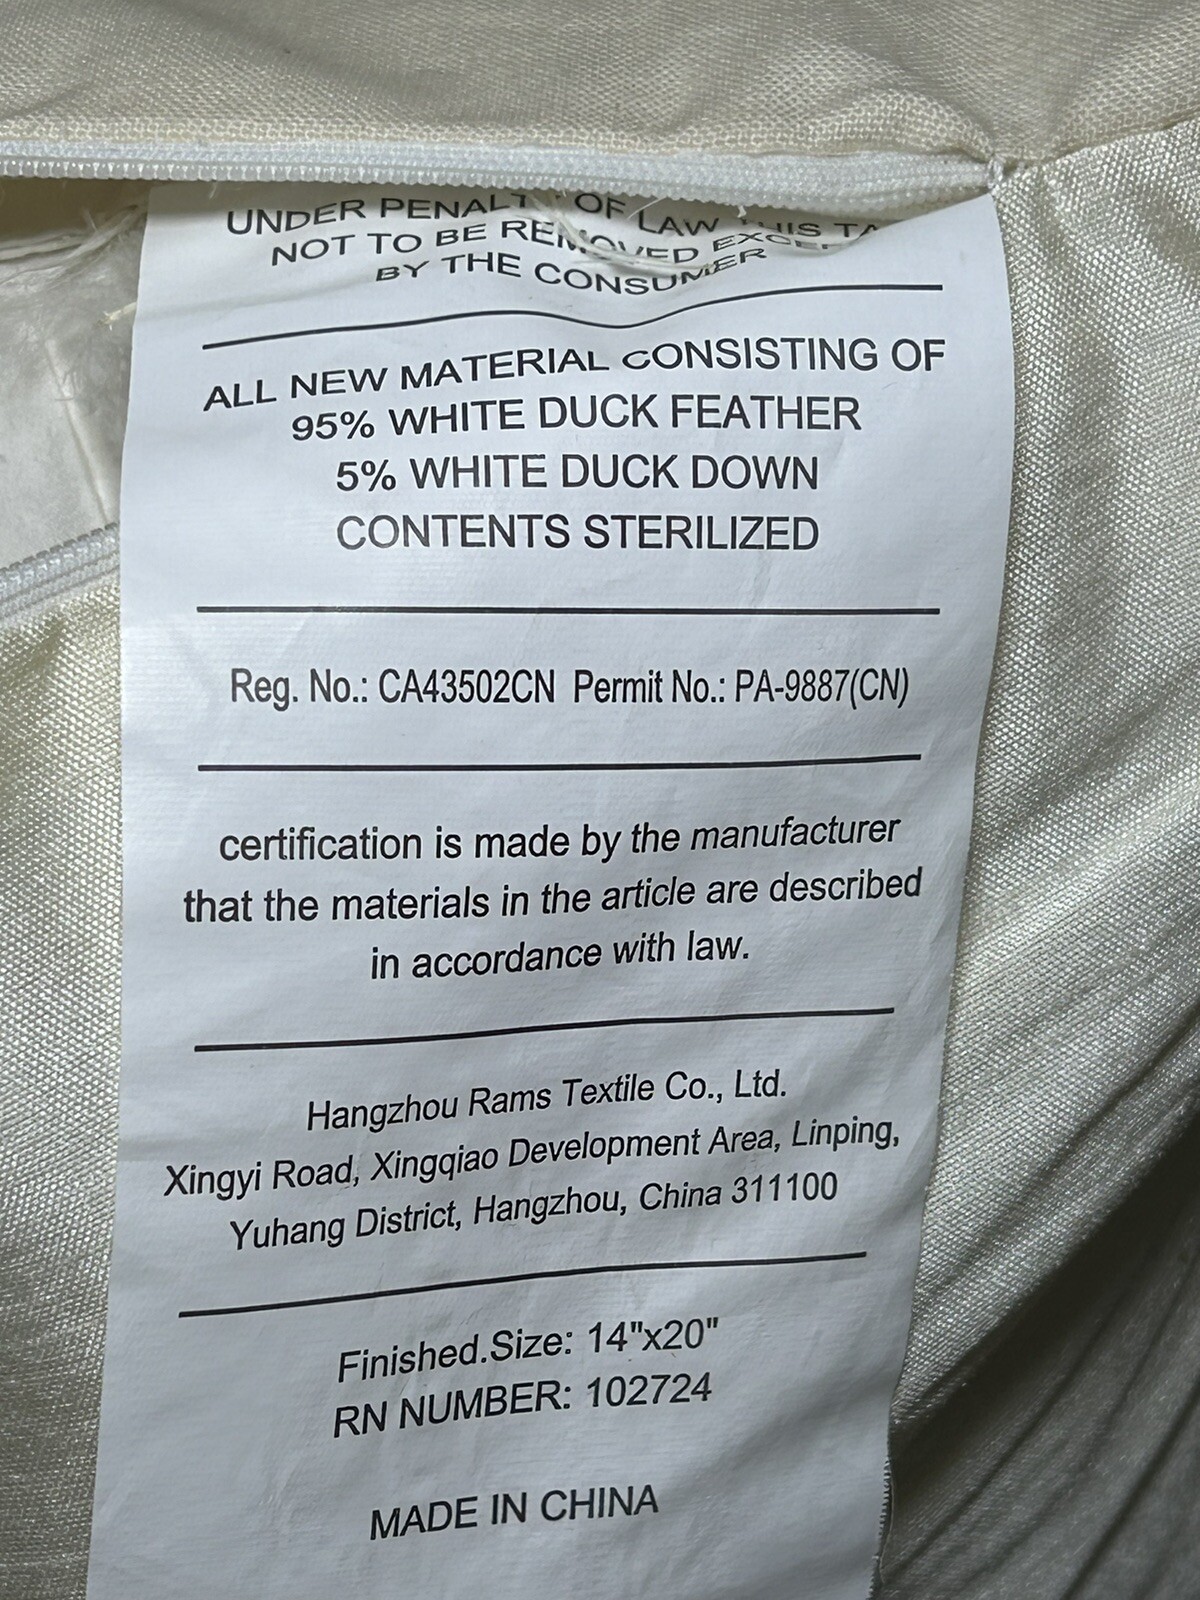 UNDER PENALTY OF LAW THIS
NOT TO BE REMOVED EXCEPT
BY THE CONSUMER
ALL NEW MATERIAL CONSISTING OF
95% WHITE DUCK FEATHER
5% WHITE DUCK DOWN
CONTENTS STERILIZED
Reg. No.: CA43502CN Permit No.: PA-9887(CN)
certification is made by the manufacturer
that the materials in the article are described
in accordance with law.
Hangzhou Rams Textile Co., Ltd.
Xingyi Road, Xingqiao Development Area, Linping,
Yuhang District, Hangzhou, China 311100
Finished.Size: 14"x20"
RN NUMBER: 102724
MADE IN CHINA